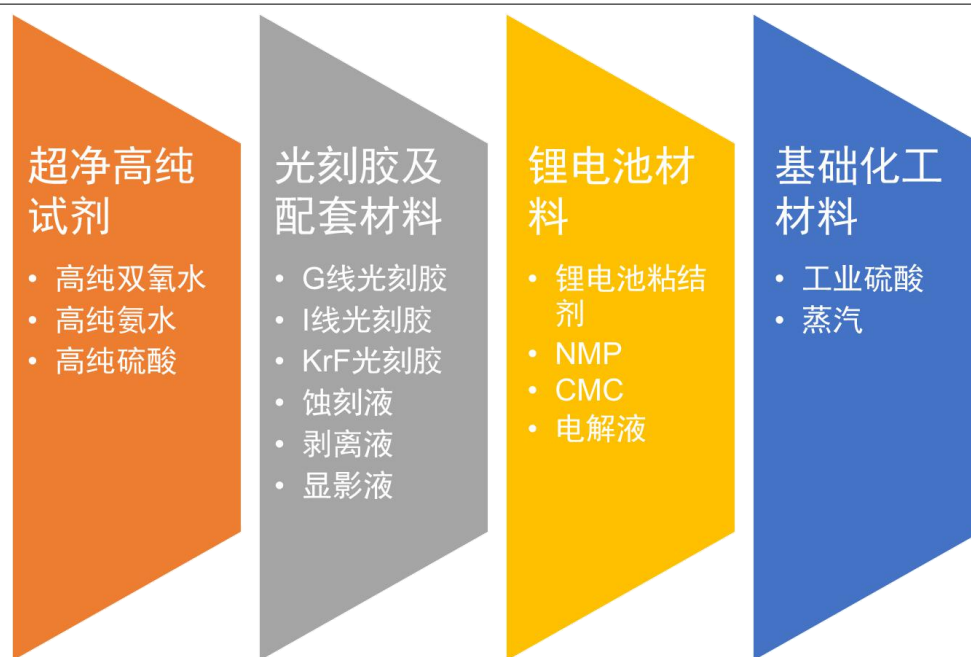 超净高纯
试剂
• 高纯双氧水
• 高纯氨水
• 高纯硫酸
光刻胶及
配套材料
• G线光刻胶
• I线光刻胶
• KrF光刻胶
• 蚀刻液
• 剥离液
• 显影液
锂电池材
料
• 锂电池粘结
剂
• NMP
• CMC
• 电解液
基础化工
材料
• 工业硫酸
• 蒸汽